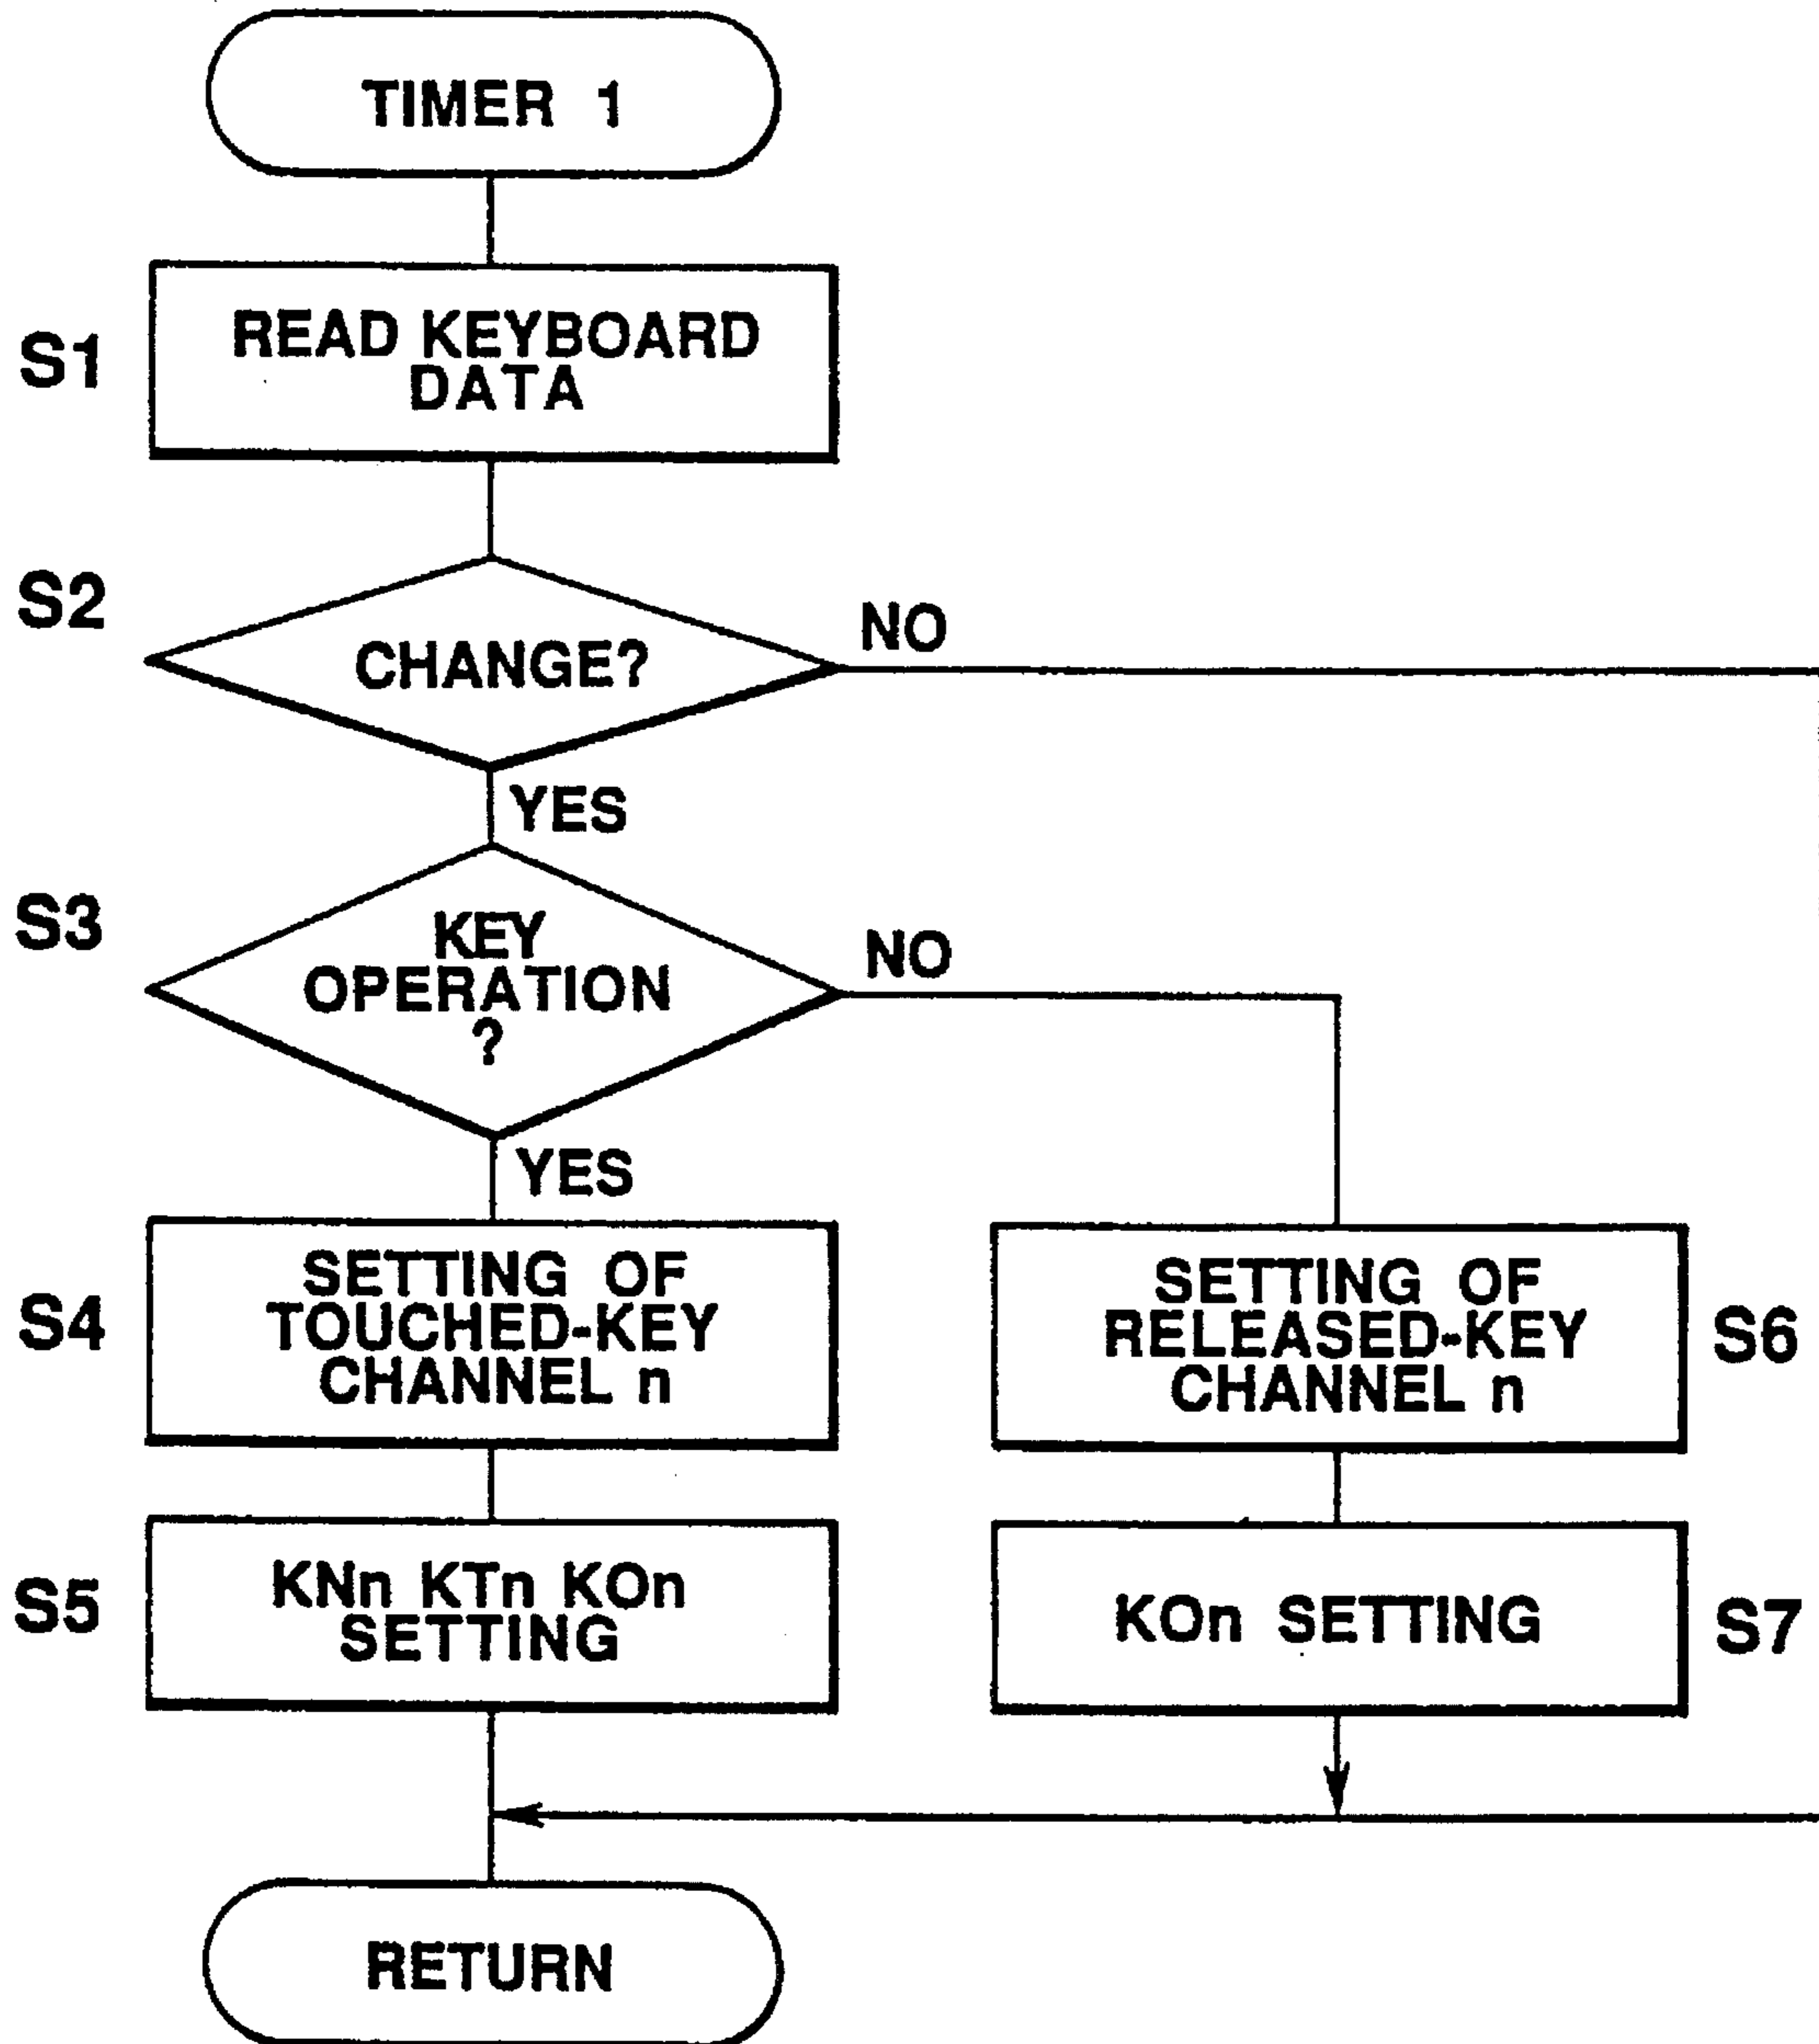 TIMER 1
S1
READ KEYBOARD
DATA
S2
CHANGE?
NO
YES
S3
KEY
OPERATION
?
NO
YES
S4
SETTING OF
TOUCHED-KEY
CHANNEL n
SETTING OF
RELEASED-KEY
CHANNEL n
S6
S5
KNn KTn KOn
SETTING
KOn SETTING
S7
RETURN